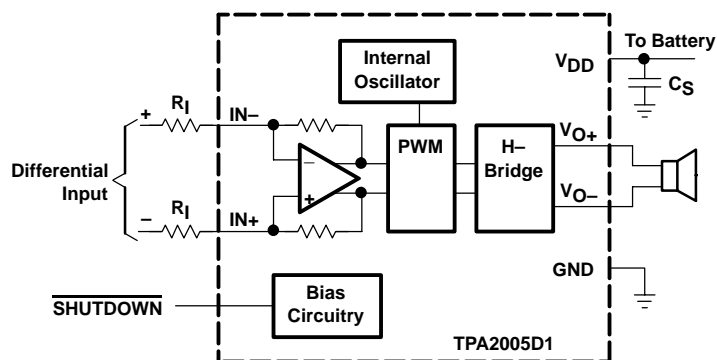 To Battery
Internal
Oscillator
VDD
CS
+
RI
IN−
VO+
PWM
H−
Bridge
−
+
Differential
Input
VO−
−
RI
IN+
GND
SHUTDOWN
Bias
Circuitry
TPA2005D1